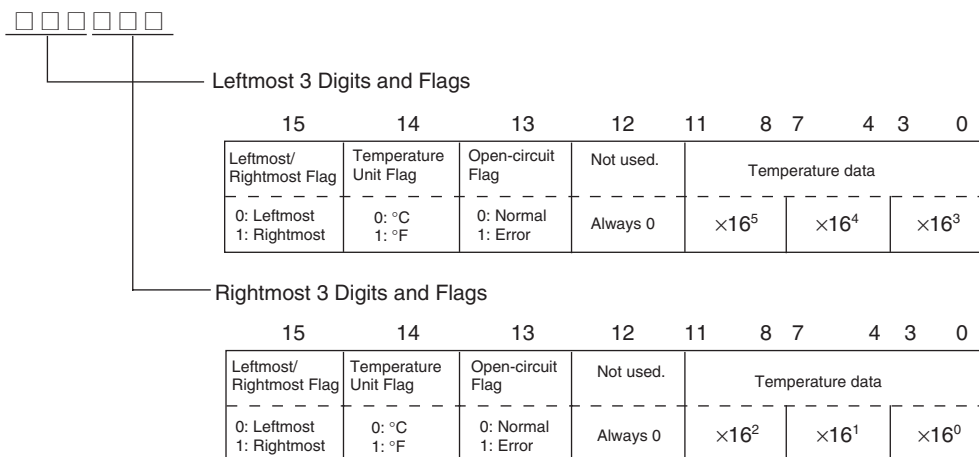 □□□□□□
Leftmost 3 Digits and Flags
15 14 13 12 11 8 7 4 3 0
Leftmost/ Rightmost Flag Temperature Unit Flag Open-circuit Flag Not used. Temperature data
0: Leftmost 1: Rightmost 0: °C 1: °F 0: Normal 1: Error Always 0 ×16⁵ ×16⁴ ×16³
Rightmost 3 Digits and Flags
15 14 13 12 11 8 7 4 3 0
Leftmost/ Rightmost Flag Temperature Unit Flag Open-circuit Flag Not used. Temperature data
0: Leftmost 1: Rightmost 0: °C 1: °F 0: Normal 1: Error Always 0 ×16² ×16¹ ×16⁰